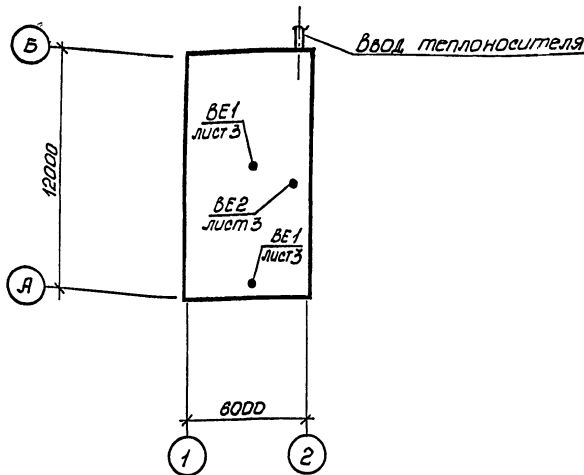 Б
Ввод теплоносителя
ВЕ1
лист 3
12000
ВЕ2
лист 3
ВЕ1
лист 3
А
6000
1
2